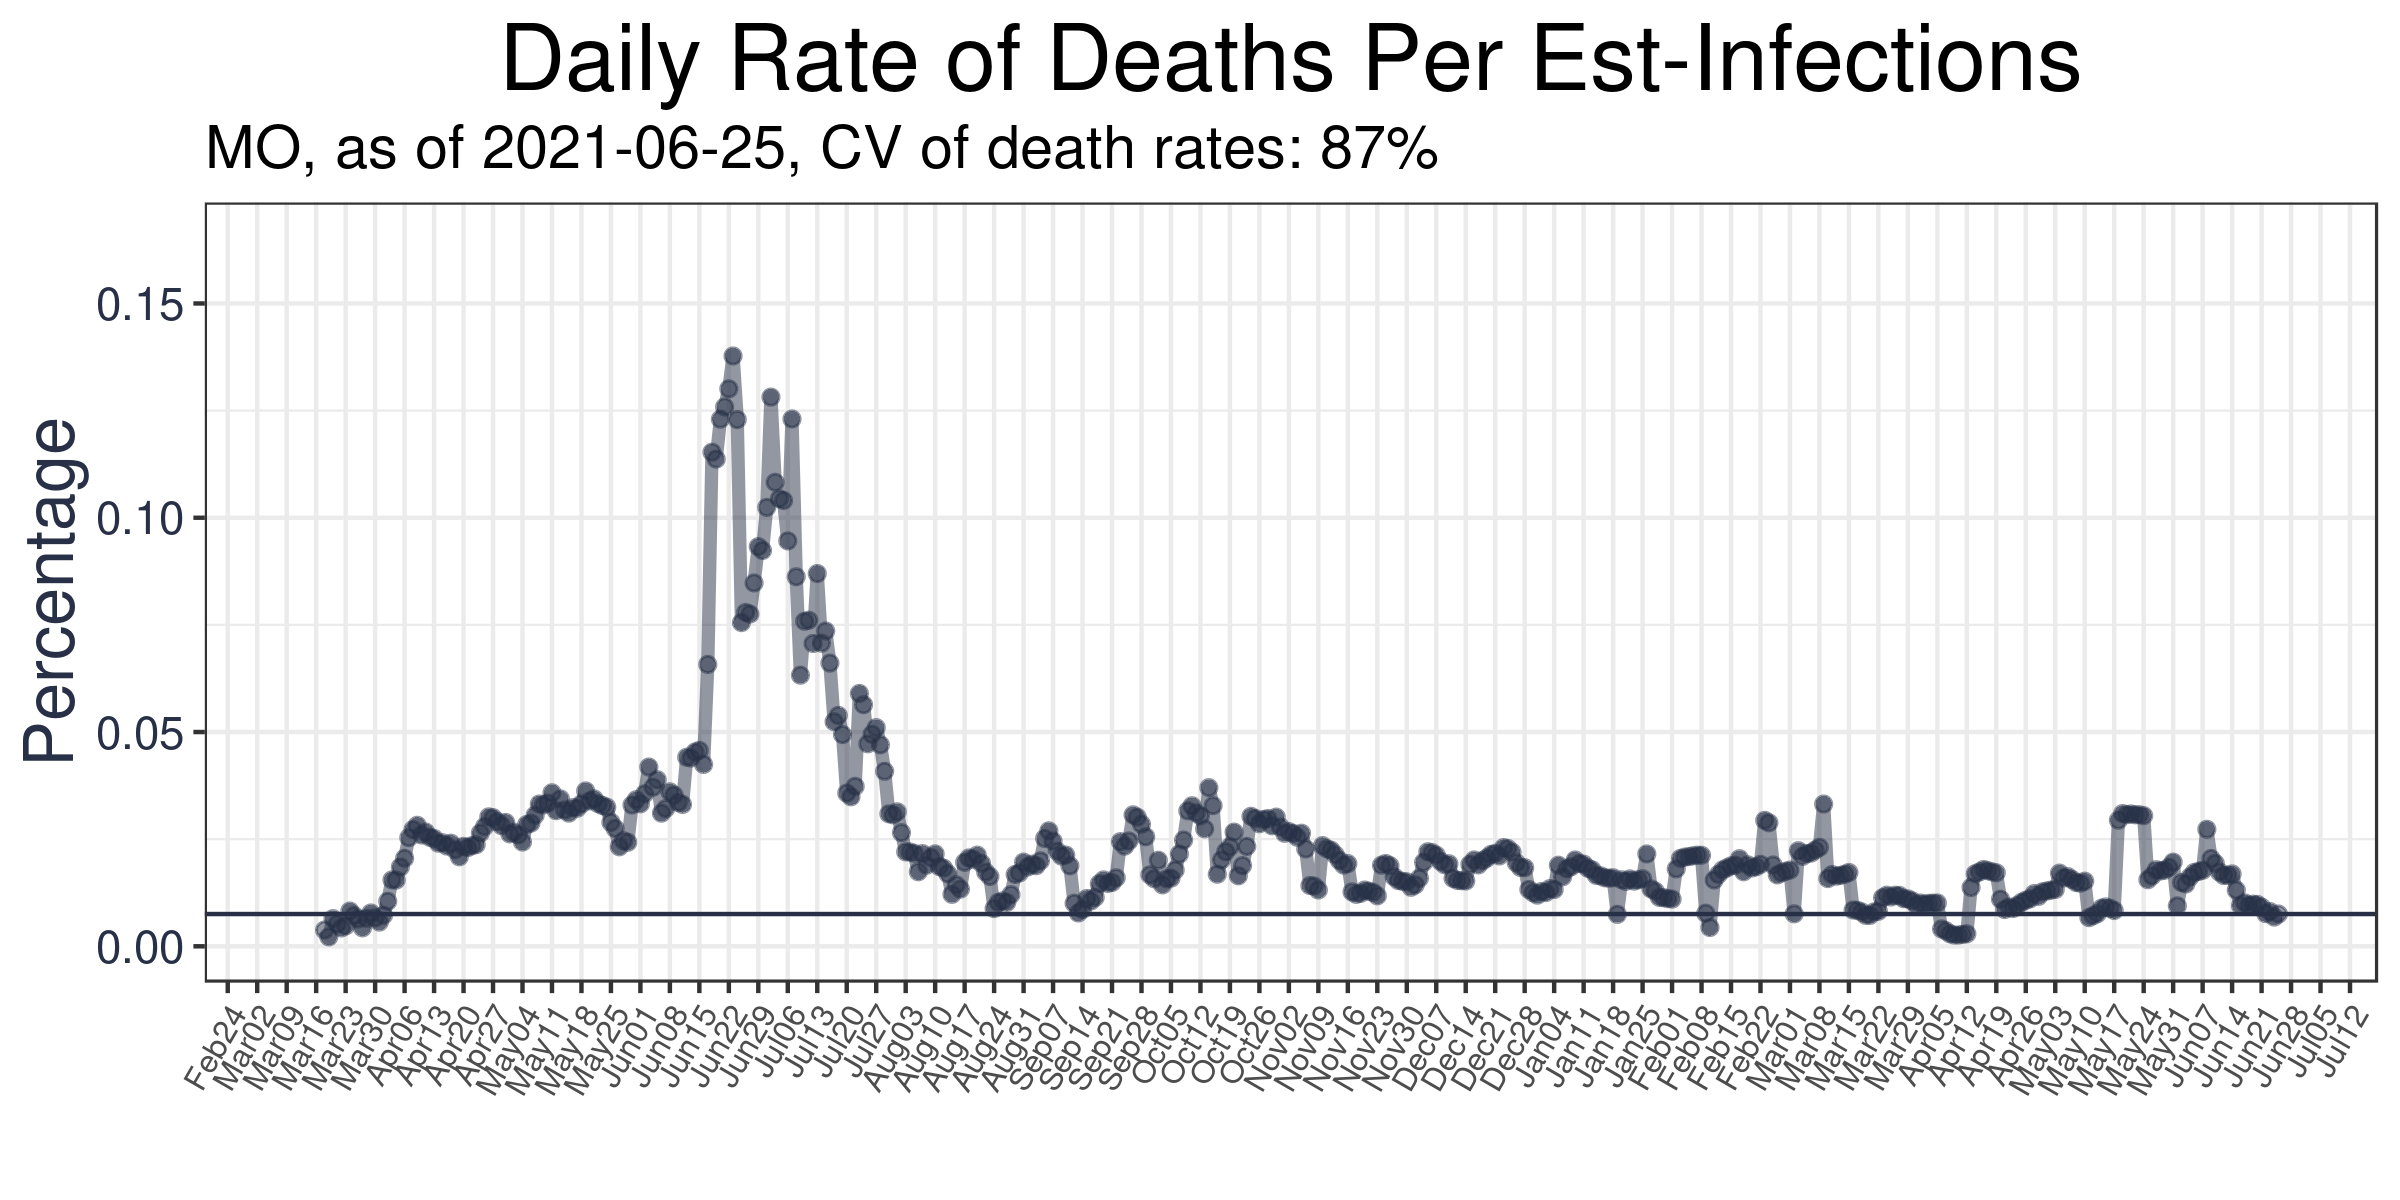 Daily Rate of Deaths Per Est-Infections
MO, as of 2021-06-25, CV of death rates: 87%
Percentage
0.15
0.10
0.05
0.00
Feb24
Mar02
Mar09
Mar16
Mar23
Mar30
Apr06
Apr13
Apr20
Apr27
May04
May11
May18
May25
Jun01
Jun08
Jun15
Jun22
Jun29
Jul06
Jul13
Jul20
Jul27
Aug03
Aug10
Aug17
Aug24
Aug31
Sep07
Sep14
Sep21
Sep28
Oct05
Oct12
Oct19
Oct26
Nov02
Nov09
Nov16
Nov23
Nov30
Dec07
Dec14
Dec21
Dec28
Jan04
Jan11
Jan18
Jan25
Feb01
Feb08
Feb15
Feb22
Mar01
Mar08
Mar15
Mar22
Mar29
Apr05
Apr12
Apr19
Apr26
May03
May10
May17
May24
May31
Jun07
Jun14
Jun21
Jun28
Jul05
Jul12